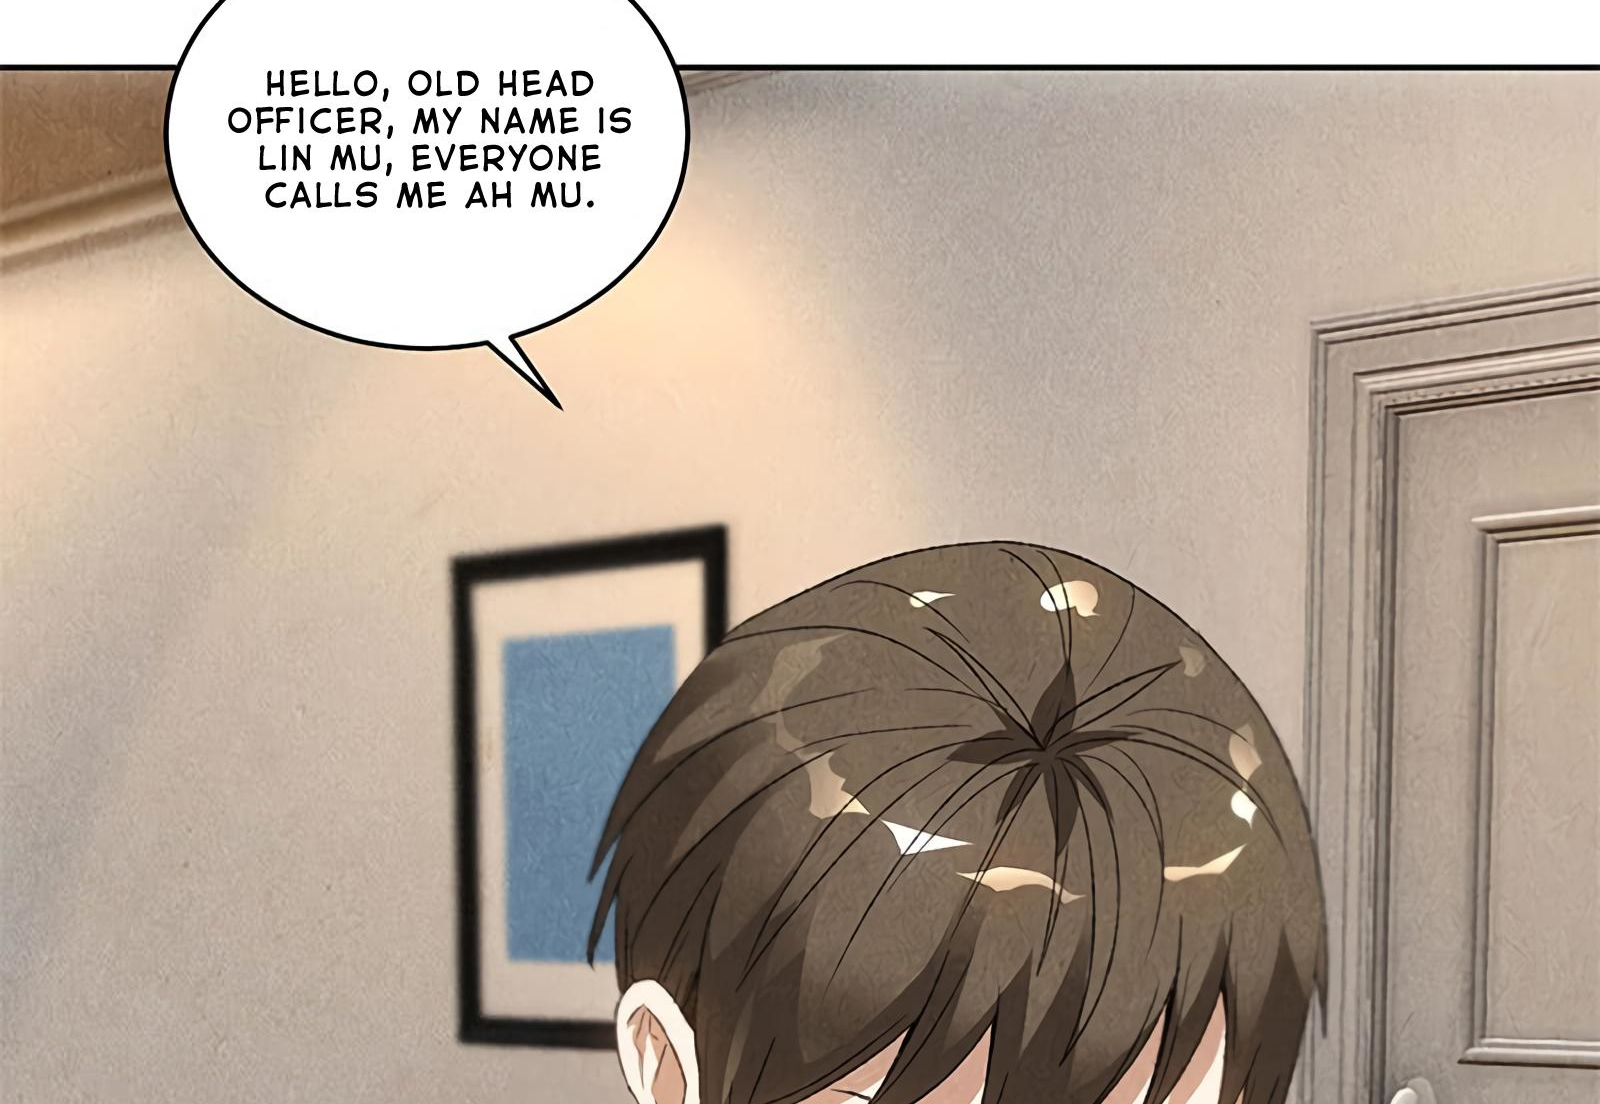 HELLO, OLD HEAD
OFFICER, MY NAME IS
LIN MU, EVERYONE
CALLS ME AH MU.